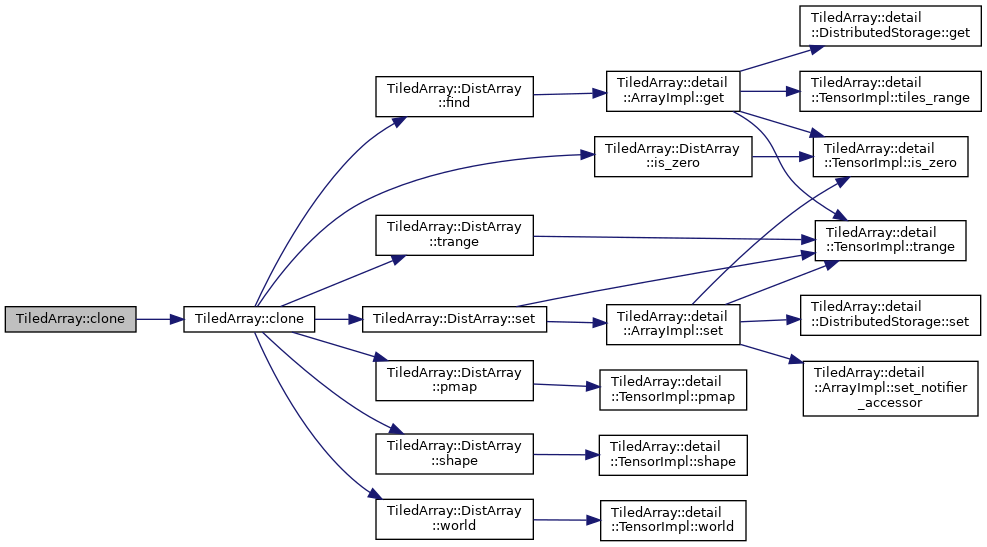 TiledArray::clone
TiledArray::clone
TiledArray::DistArray
::find
TiledArray::DistArray
::is_zero
TiledArray::DistArray
::trange
TiledArray::DistArray::set
TiledArray::DistArray
::pmap
TiledArray::DistArray
::shape
TiledArray::DistArray
::world
TiledArray::detail
::ArrayImpl::get
TiledArray::detail
::ArrayImpl::set
TiledArray::detail
::TensorImpl::pmap
TiledArray::detail
::TensorImpl::shape
TiledArray::detail
::TensorImpl::world
TiledArray::detail
::DistributedStorage::get
TiledArray::detail
::TensorImpl::tiles_range
TiledArray::detail
::TensorImpl::is_zero
TiledArray::detail
::TensorImpl::trange
TiledArray::detail
::DistributedStorage::set
TiledArray::detail
::ArrayImpl::set_notifier
_accessor